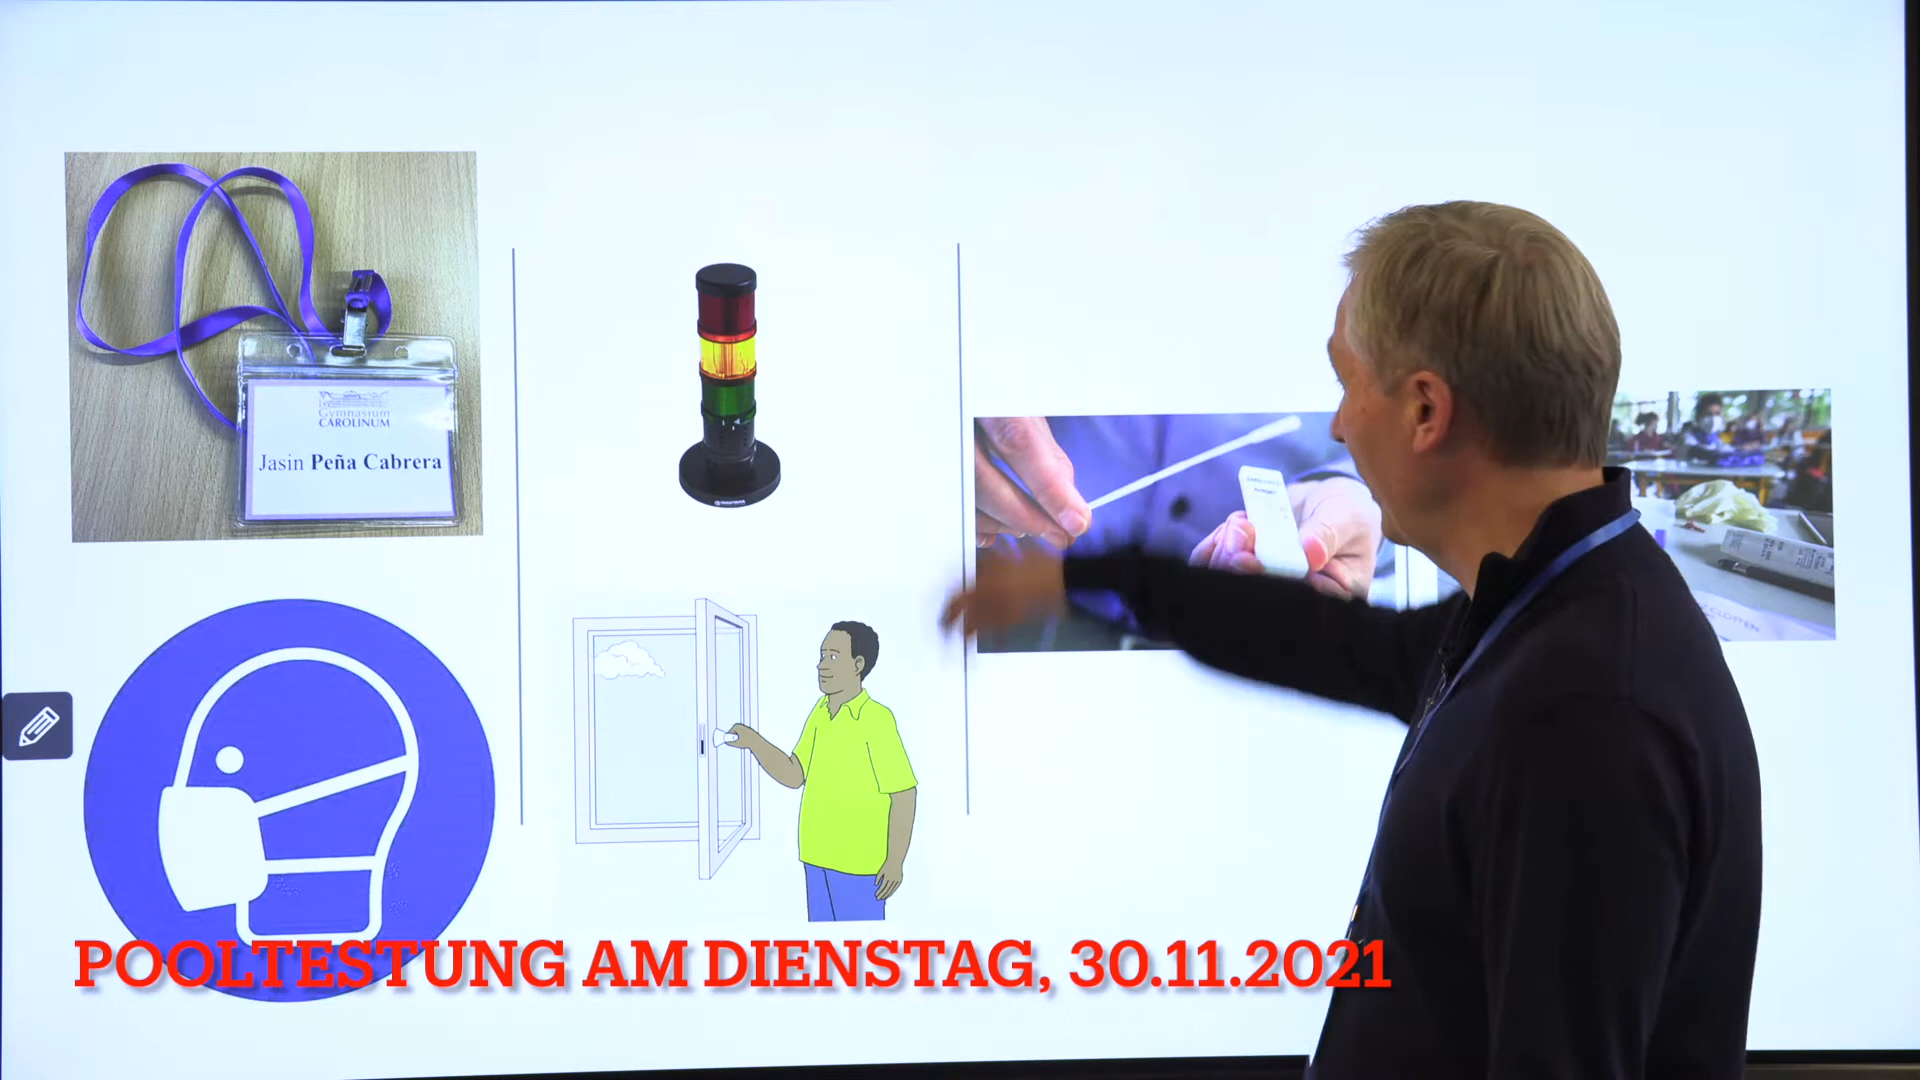 Gymnasium
CAROLINUM
Jasin Peña Cabrera
POOLTESTUNG AM DIENSTAG, 30.11.2021